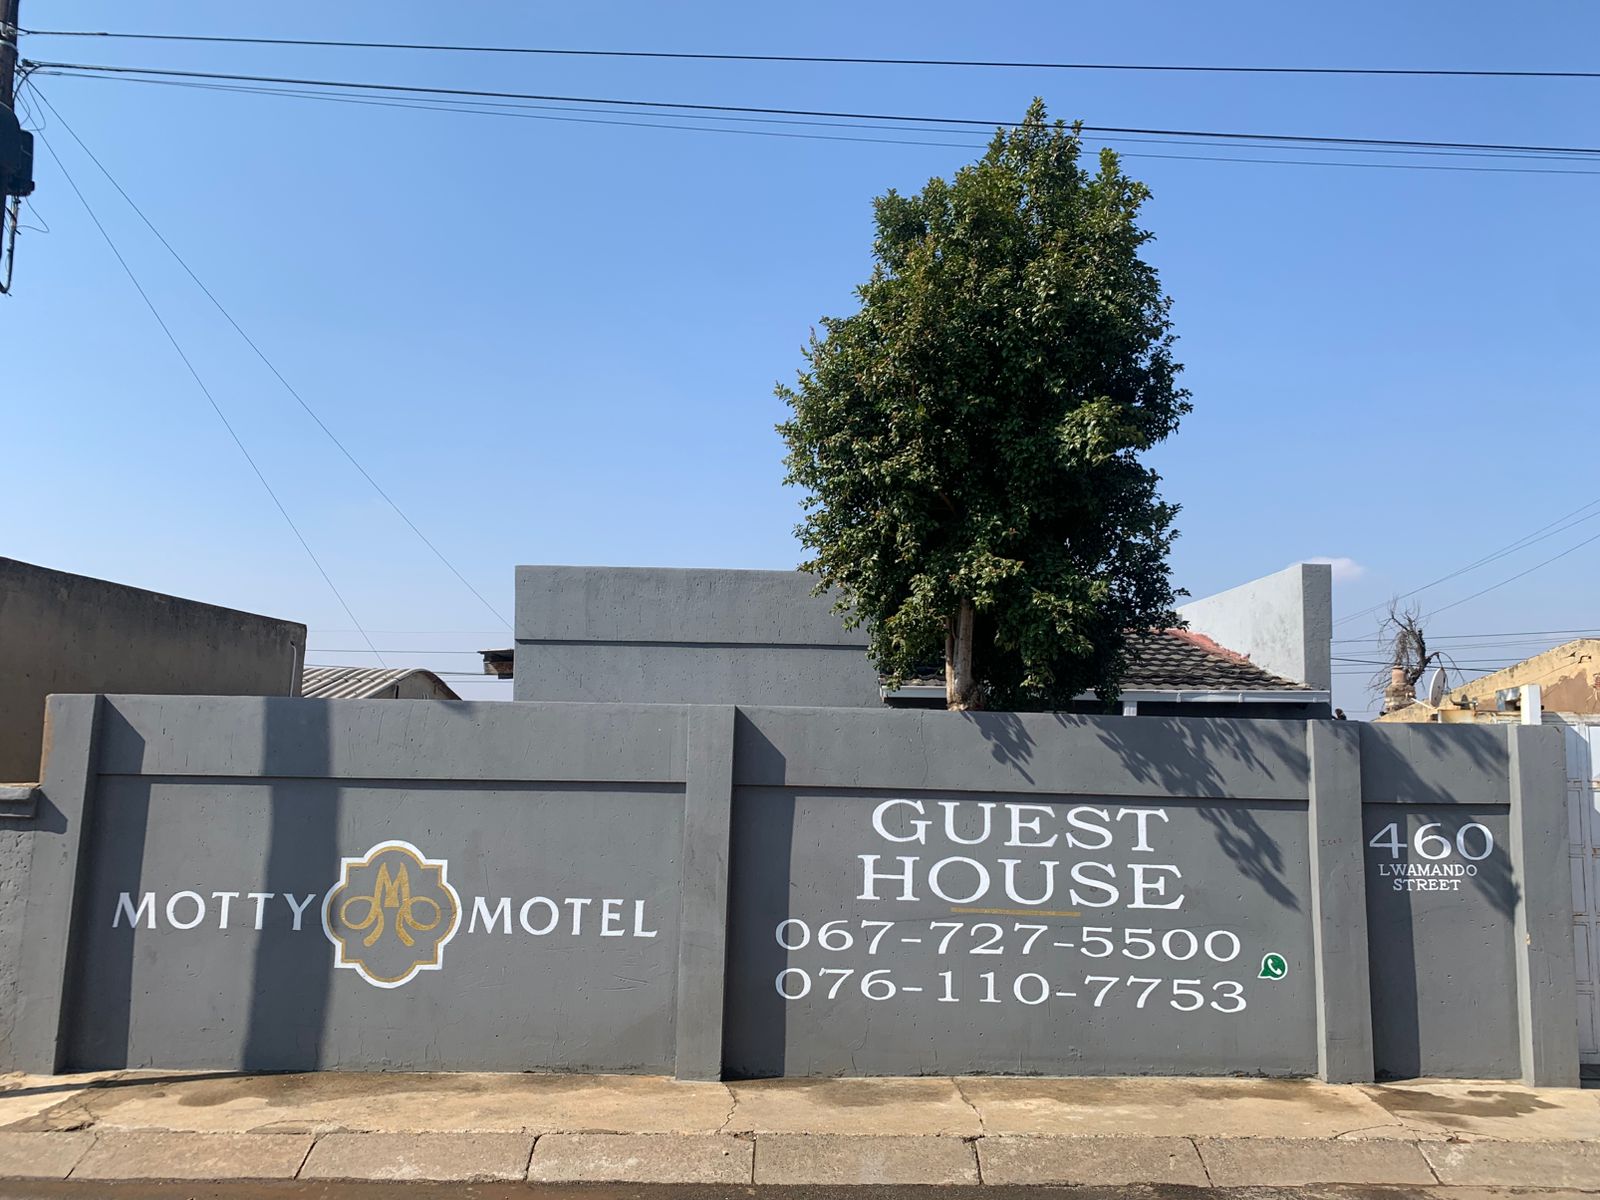 MOTTY M MOTEL
GUEST
HOUSE
067-727-5500
076-110-7753
460
LWAMANDO
STREET